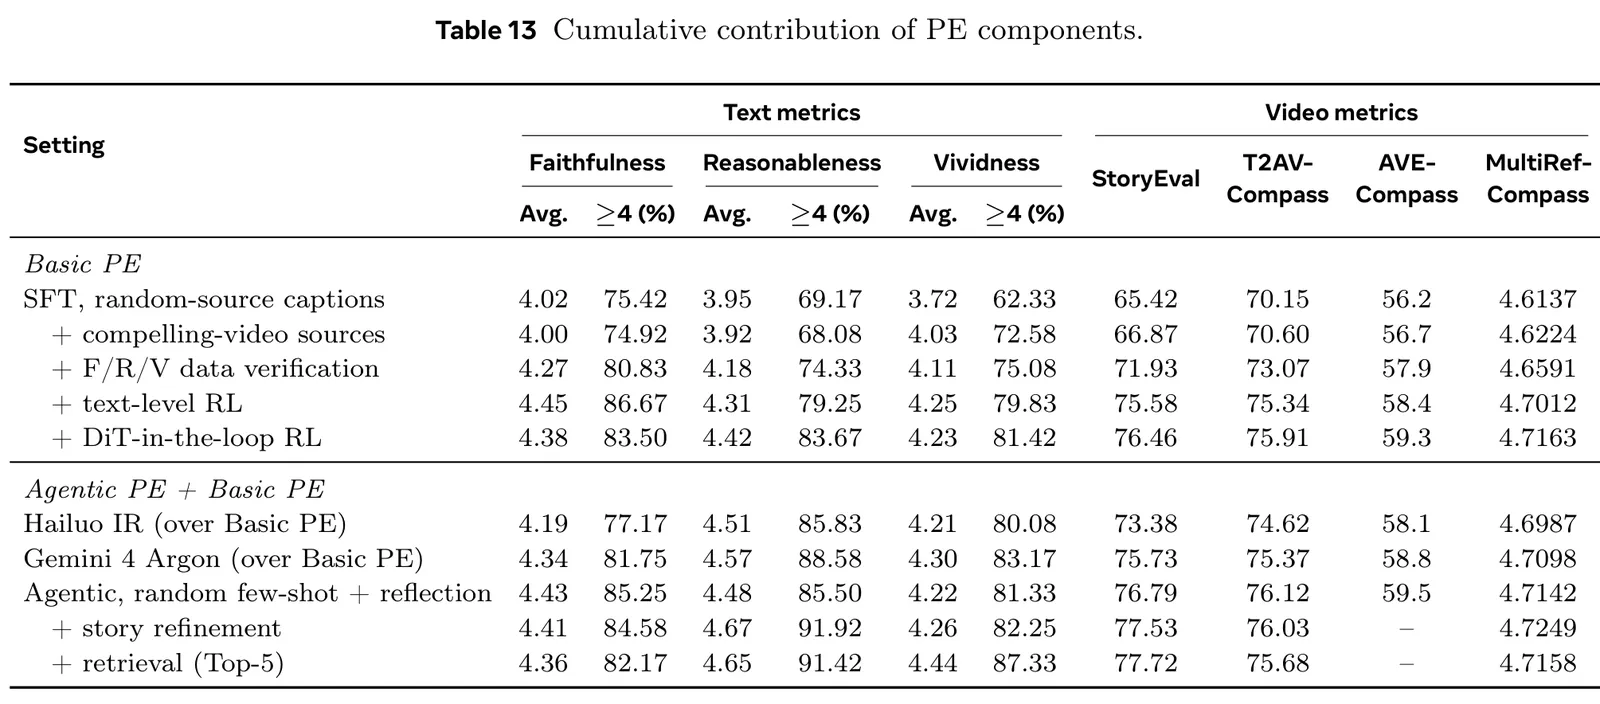 Table 13 Cumulative contribution of PE components.
Setting Text metrics Video metrics
Faithfulness Reasonableness Vividness StoryEval T2AV-Compass AVE-Compass MultiRef-Compass
Avg. ≥4 (%) Avg. ≥4 (%) Avg. ≥4 (%)
Basic PE
SFT, random-source captions 4.02 75.42 3.95 69.17 3.72 62.33 65.42 70.15 56.2 4.6137
+ compelling-video sources 4.00 74.92 3.92 68.08 4.03 72.58 66.87 70.60 56.7 4.6224
+ F/R/V data verification 4.27 80.83 4.18 74.33 4.11 75.08 71.93 73.07 57.9 4.6591
+ text-level RL 4.45 86.67 4.31 79.25 4.25 79.83 75.58 75.34 58.4 4.7012
+ DiT-in-the-loop RL 4.38 83.50 4.42 83.67 4.23 81.42 76.46 75.91 59.3 4.7163
Agentic PE + Basic PE
Hailuo IR (over Basic PE) 4.19 77.17 4.51 85.83 4.21 80.08 73.38 74.62 58.1 4.6987
Gemini 4 Argon (over Basic PE) 4.34 81.75 4.57 88.58 4.30 83.17 75.73 75.37 58.8 4.7098
Agentic, random few-shot + reflection 4.43 85.25 4.48 85.50 4.22 81.33 76.79 76.12 59.5 4.7142
+ story refinement 4.41 84.58 4.67 91.92 4.26 82.25 77.53 76.03 – 4.7249
+ retrieval (Top-5) 4.36 82.17 4.65 91.42 4.44 87.33 77.72 75.68 – 4.7158